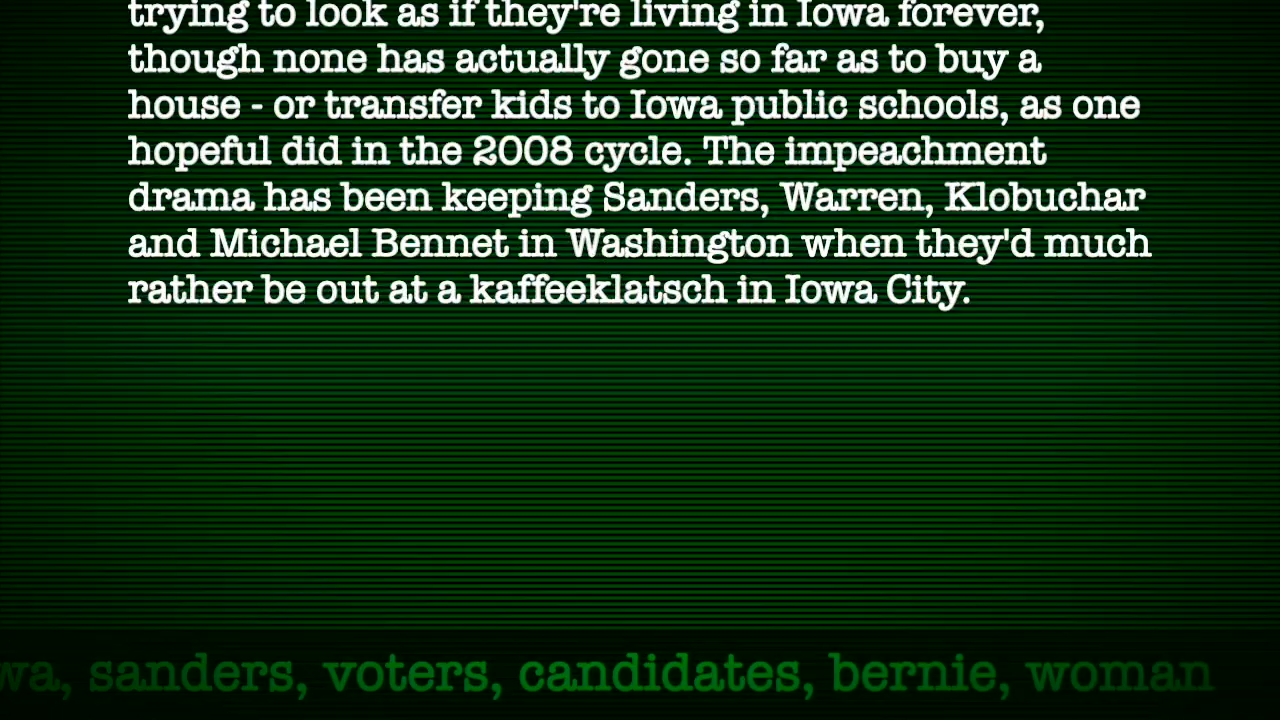 trying to look as if they're living in Iowa forever,
though none has actually gone so far as to buy a
house - or transfer kids to Iowa public schools, as one
hopeful did in the 2008 cycle. The impeachment
drama has been keeping Sanders, Warren, Klobuchar
and Michael Bennet in Washington when they'd much
rather be out at a kaffeeklatsch in Iowa City.
wa, sanders, voters, candidates, bernie, woman